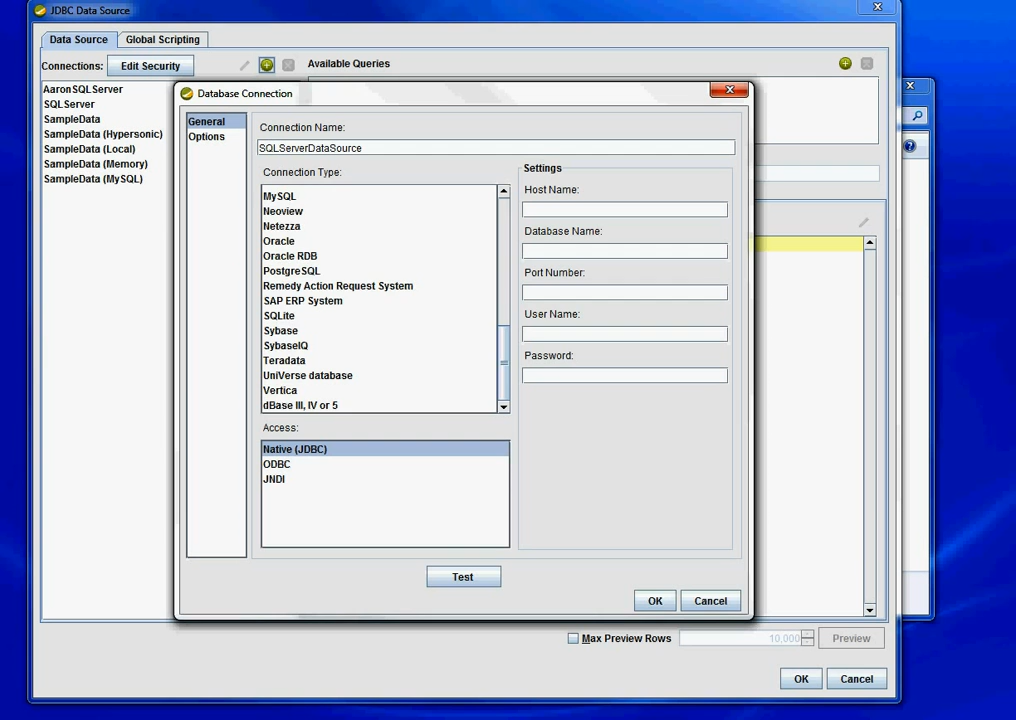 JDBC Data Source
Data Source
Global Scripting
Connections:
Edit Security
Available Queries
AaronSQLServer
SQLServer
SampleData
SampleData (Hypersonic)
SampleData (Local)
SampleData (Memory)
SampleData (MySQL)
Database Connection
General
Options
Connection Name:
SQLServerDataSource
Connection Type:
MySQL
Neoview
Netezza
Oracle
Oracle RDB
PostgreSQL
Remedy Action Request System
SAP ERP System
SQLite
Sybase
SybaseIQ
Teradata
UniVerse database
Vertica
dBase III, IV or 5
Access:
Native (JDBC)
ODBC
JNDI
Settings
Host Name:
Database Name:
Port Number:
User Name:
Password:
Test
OK
Cancel
Max Preview Rows
10,000
Preview
OK
Cancel